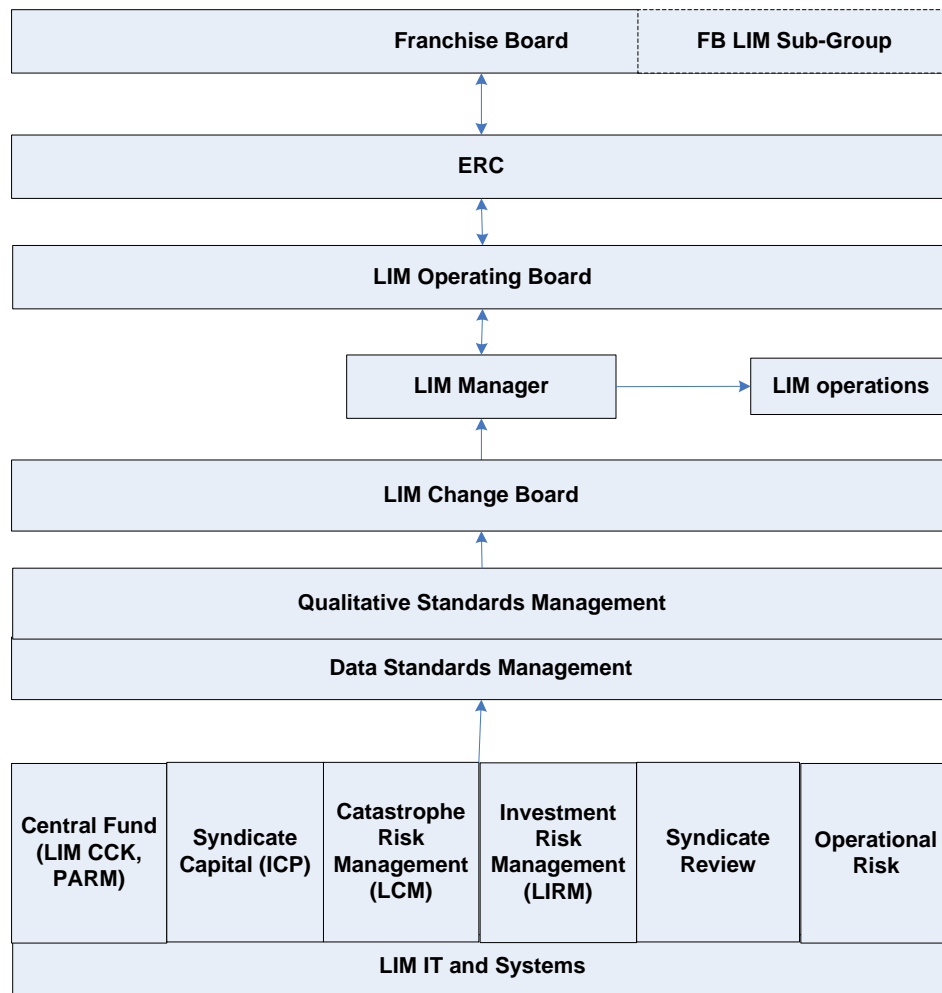 Franchise Board
FB LIM Sub-Group
ERC
LIM Operating Board
LIM Manager
LIM operations
LIM Change Board
Qualitative Standards Management
Data Standards Management
Central Fund
(LIM CCK,
PARM)
Syndicate
Capital (ICP)
Catastrophe
Risk
Management
(LCM)
Investment
Risk
Management
(LIRM)
Syndicate
Review
Operational
Risk
LIM IT and Systems